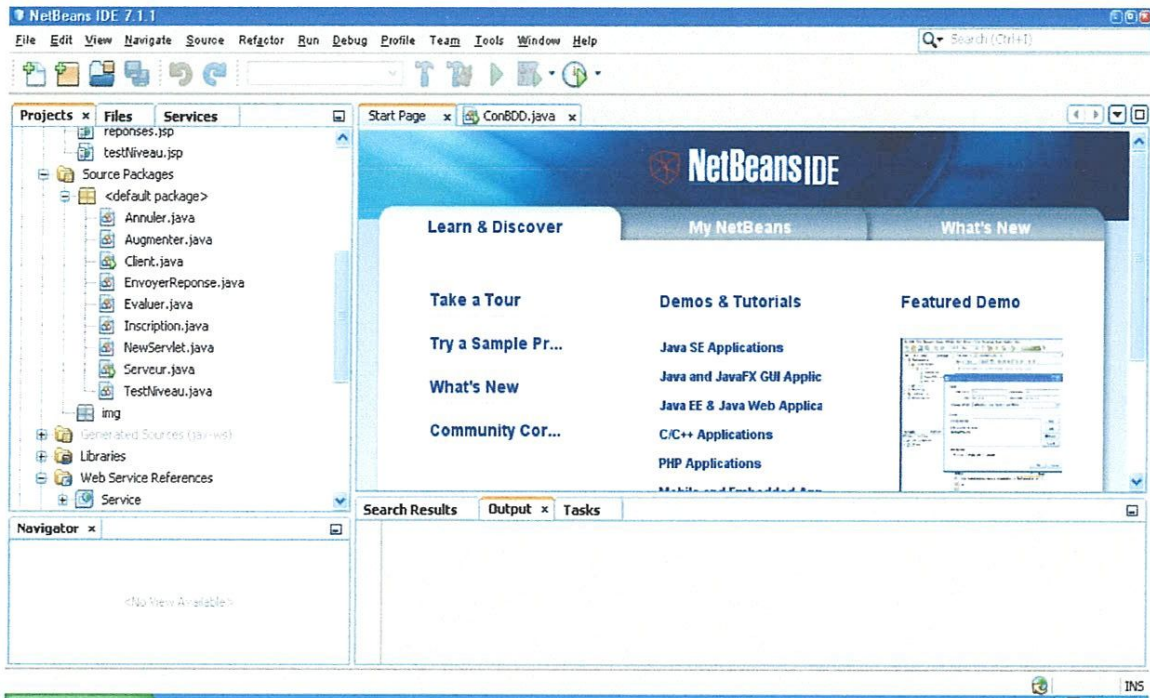 NetBeans IDE 7.1.1
File Edit View Navigate Source Refactor Run Debug Profile Team Tools Window Help
Search (Ctrl+I)
Projects x Files Services
reponses.jsp
testNiveau.jsp
Source Packages
<default package>
Annuler.java
Augmenter.java
Client.java
EnvoyerReponse.java
Evaluer.java
Inscription.java
NewServlet.java
Serveur.java
TestNiveau.java
img
Generated Sources (jax-ws)
Libraries
Web Service References
Service
Navigator x
<No View Available>
Start Page x ConBDD.java x
NetBeans IDE
Learn & Discover My NetBeans What's New
Take a Tour
Try a Sample Pr...
What's New
Community Cor...
Demos & Tutorials
Java SE Applications
Java and JavaFX GUI Applic
Java EE & Java Web Applica
C/C++ Applications
PHP Applications
Mobile and Embedded App
Featured Demo
Search Results Output x Tasks
INS